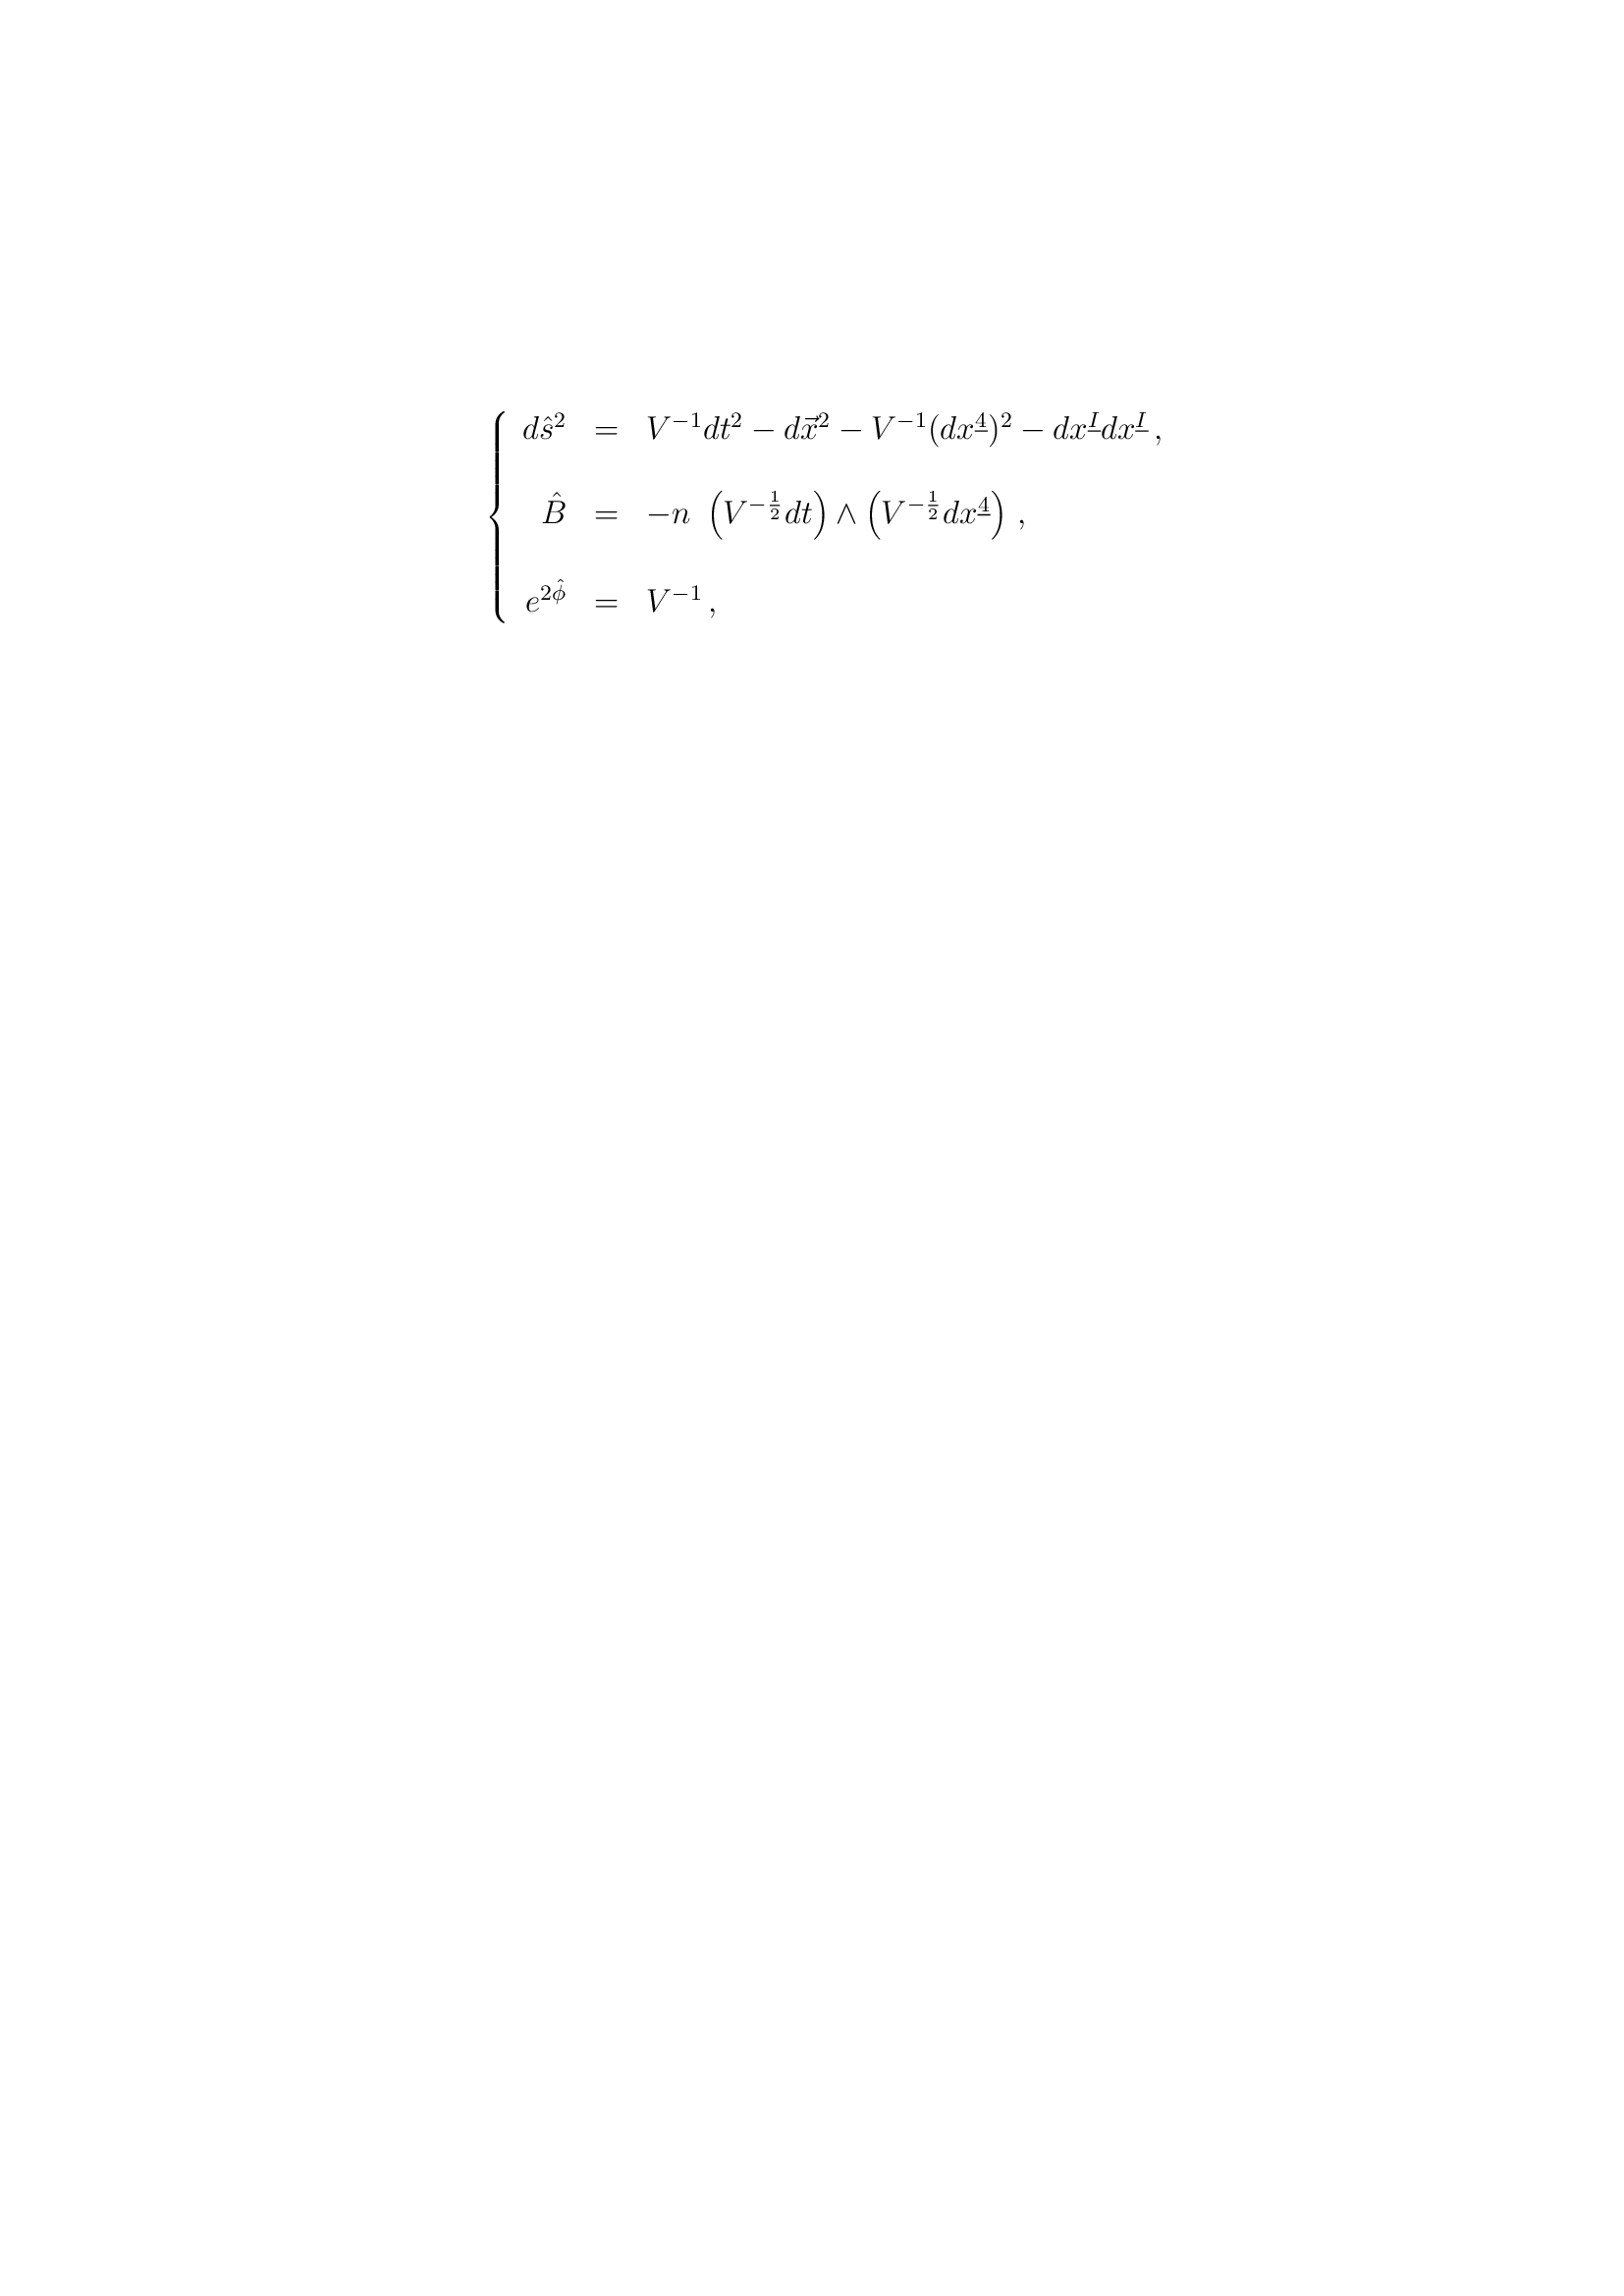 \left\{ \begin{array}{rcl} d\hat{s}^{2} & = & V^{-1}dt^{2} - d\vec{x}^{2} - V^{-1}(dx^{\underline{4}})^{2} - dx^{\underline{I}}dx^{\underline{I}}\, , \\
\hat{B} & = & -n\ \left(V^{-\frac{1}{2}}dt\right) \wedge \left(V^{-\frac{1}{2}}dx^{\underline{4}}\right)\, , \\
e^{2\hat{\phi}} & = & V^{-1}\, , \end{array} \right.